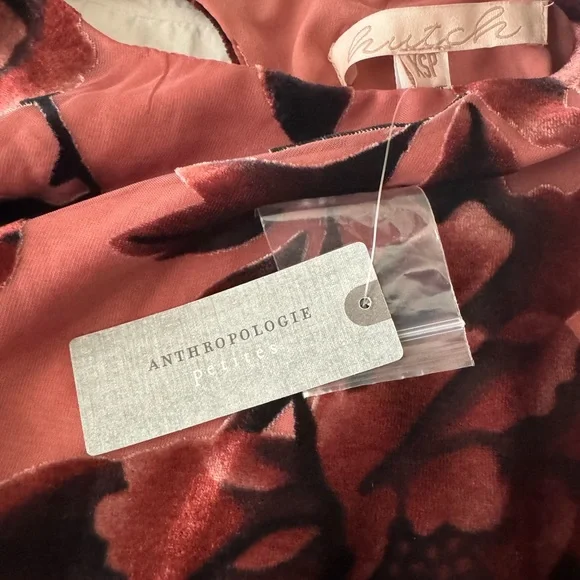 hutch
XSP
ANTHROPOLOGIE
petites